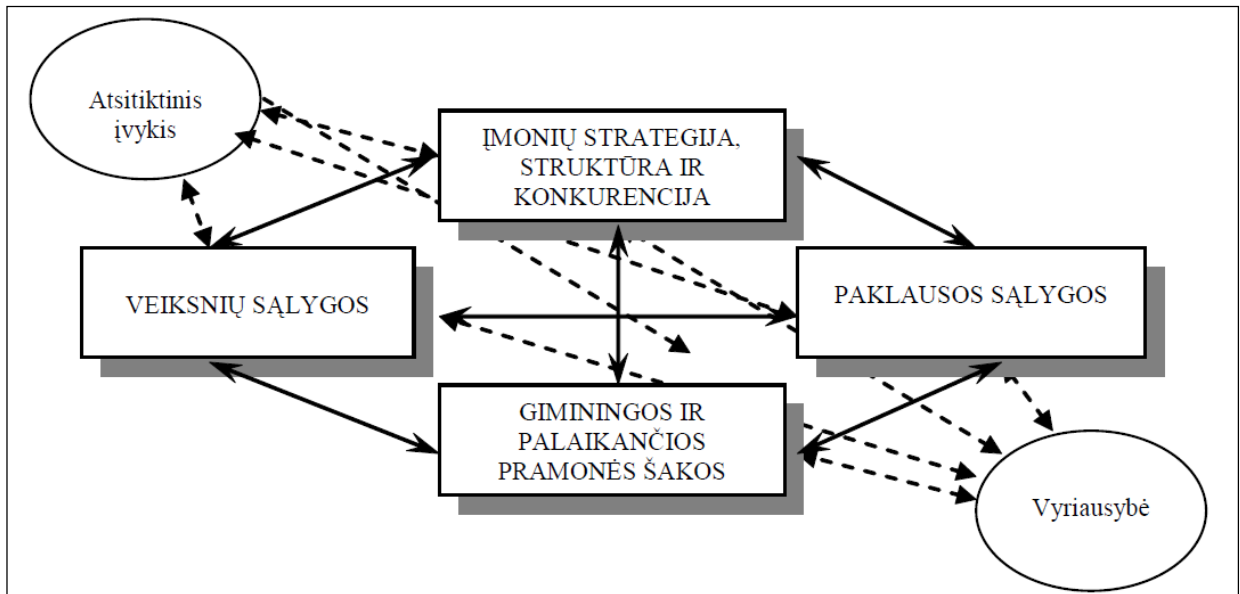 Atsitiktinis
įvykis
ĮMONIŲ STRATEGIJA,
STRUKTŪRA IR
KONKURENCIJA
VEIKSNIŲ SĄLYGOS
PAKLAUSOS SĄLYGOS
GIMININGOS IR
PALAIKANČIOS
PRAMONĖS ŠAKOS
Vyriausybė